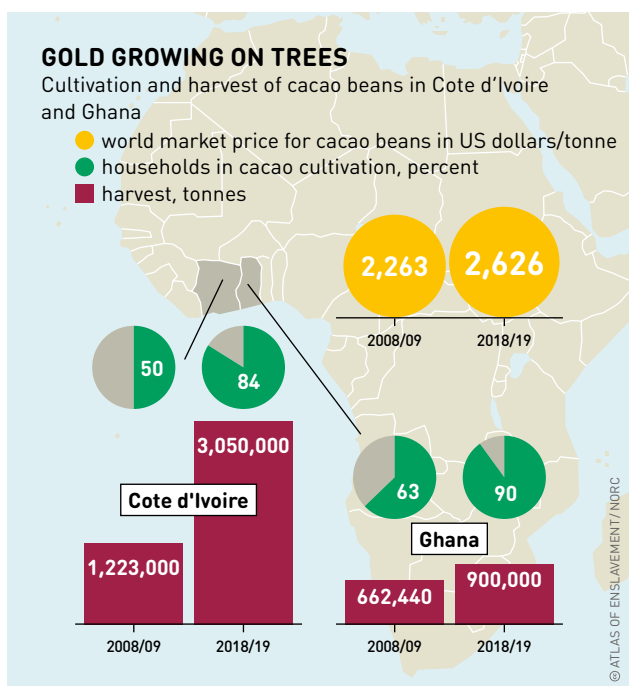 GOLD GROWING ON TREES
Cultivation and harvest of cacao beans in Cote d’Ivoire
and Ghana
world market price for cacao beans in US dollars/tonne
households in cacao cultivation, percent
harvest, tonnes
2,263
2,626
2008/09
2018/19
50
84
3,050,000
Cote d'Ivoire
1,223,000
2008/09
2018/19
63
90
Ghana
662,440
900,000
2008/09
2018/19
ATLAS OF ENSLAVEMENT/ NORC